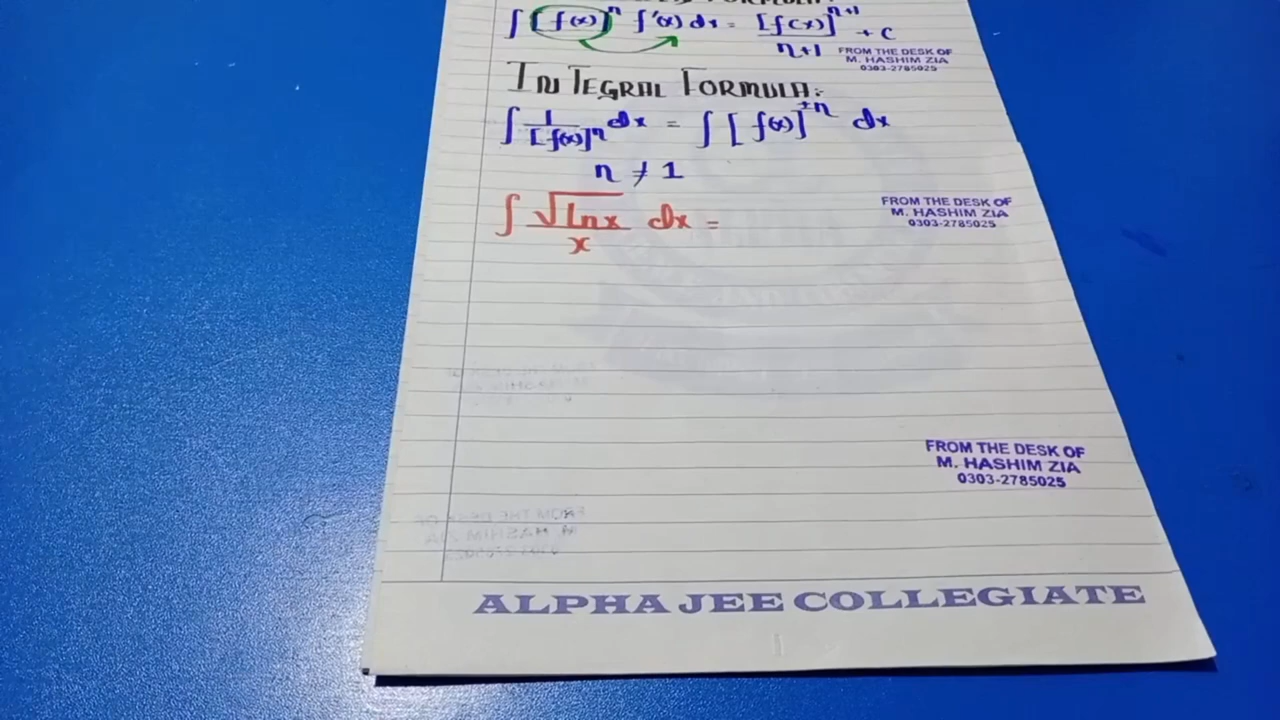 ∫ [f(x)]ⁿ f'(x) dx = [f(x)]ⁿ⁺¹ / n+1 + c
FROM THE DESK OF
M. HASHIM ZIA
0303-2785025
INTEGRAL FORMULA:
∫ 1/[f(x)]ⁿ dx = ∫ [f(x)]⁺ⁿ dx
n ≠ 1
∫ √ln x / x dx =
FROM THE DESK OF
M. HASHIM ZIA
0303-2785025
FROM THE DESK OF
M. HASHIM ZIA
0303-2785025
ALPHA JEE COLLEGIATE